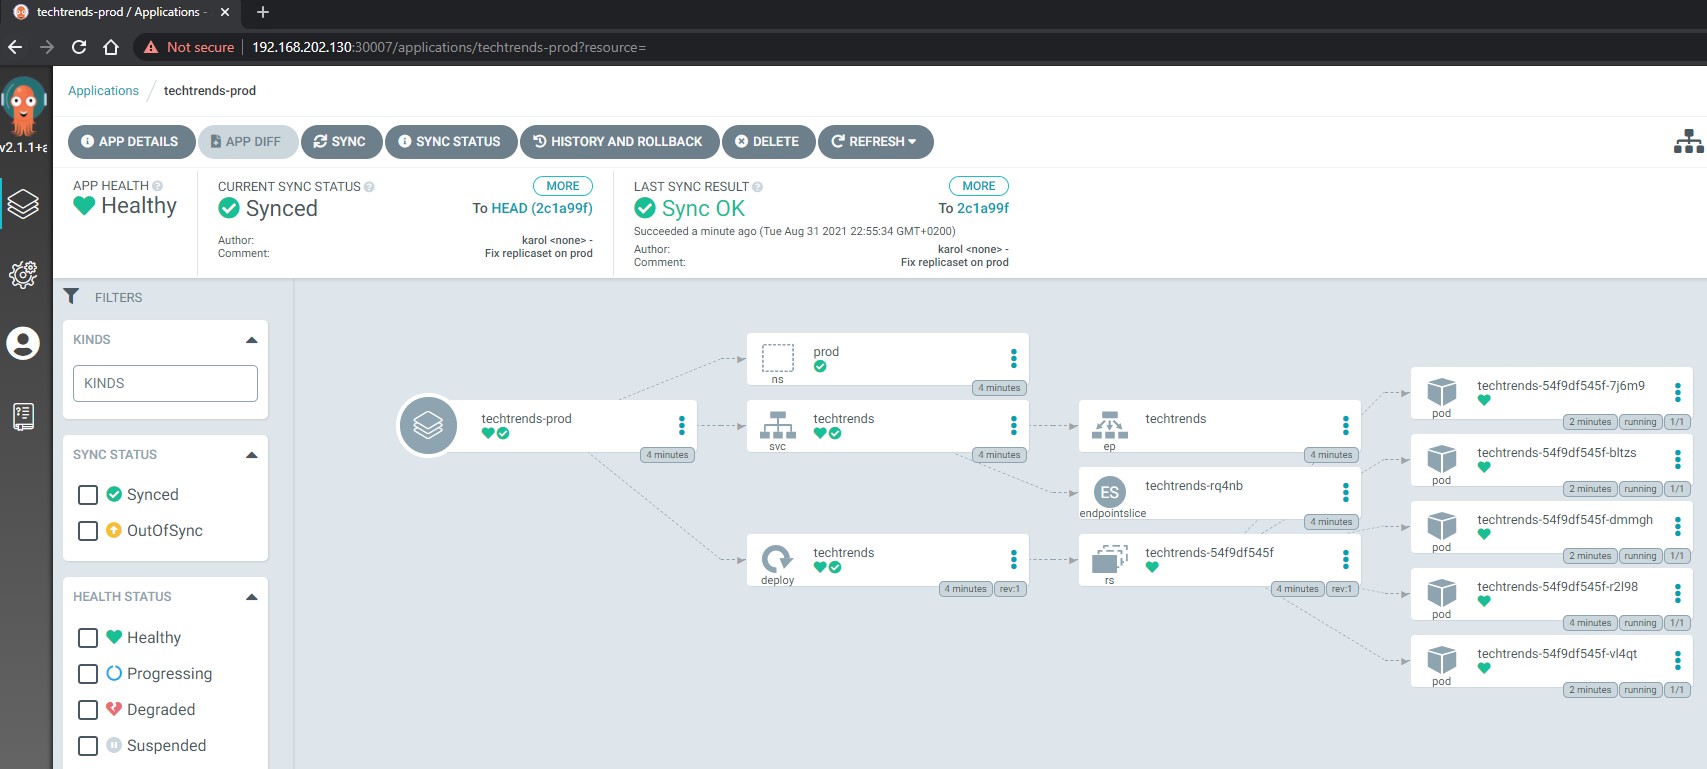 techtrends-prod / Applications -
Not secure
192.168.202.130:30007/applications/techtrends-prod?resource=
v2.1.1+a
Applications / techtrends-prod
APP DETAILS
APP DIFF
SYNC
SYNC STATUS
HISTORY AND ROLLBACK
DELETE
REFRESH
APP HEALTH
Healthy
CURRENT SYNC STATUS
MORE
Synced
To HEAD (2c1a99f)
Author: karol <none> -
Comment: Fix replicaset on prod
LAST SYNC RESULT
MORE
Sync OK
To 2c1a99f
Succeeded a minute ago (Tue Aug 31 2021 22:55:34 GMT+0200)
Author: karol <none> -
Comment: Fix replicaset on prod
FILTERS
KINDS
KINDS
SYNC STATUS
Synced
OutOfSync
HEALTH STATUS
Healthy
Progressing
Degraded
Suspended
techtrends-prod
4 minutes
prod
ns
4 minutes
techtrends
svc
4 minutes
techtrends
deploy
4 minutes rev:1
techtrends
ep
4 minutes
ES
techtrends-rq4nb
endpointslice
4 minutes
techtrends-54f9df545f
rs
4 minutes rev:1
techtrends-54f9df545f-7j6m9
pod
2 minutes running 1/1
techtrends-54f9df545f-bltzs
pod
2 minutes running 1/1
techtrends-54f9df545f-dmmgh
pod
2 minutes running 1/1
techtrends-54f9df545f-r2l98
pod
4 minutes running 1/1
techtrends-54f9df545f-vl4qt
pod
2 minutes running 1/1